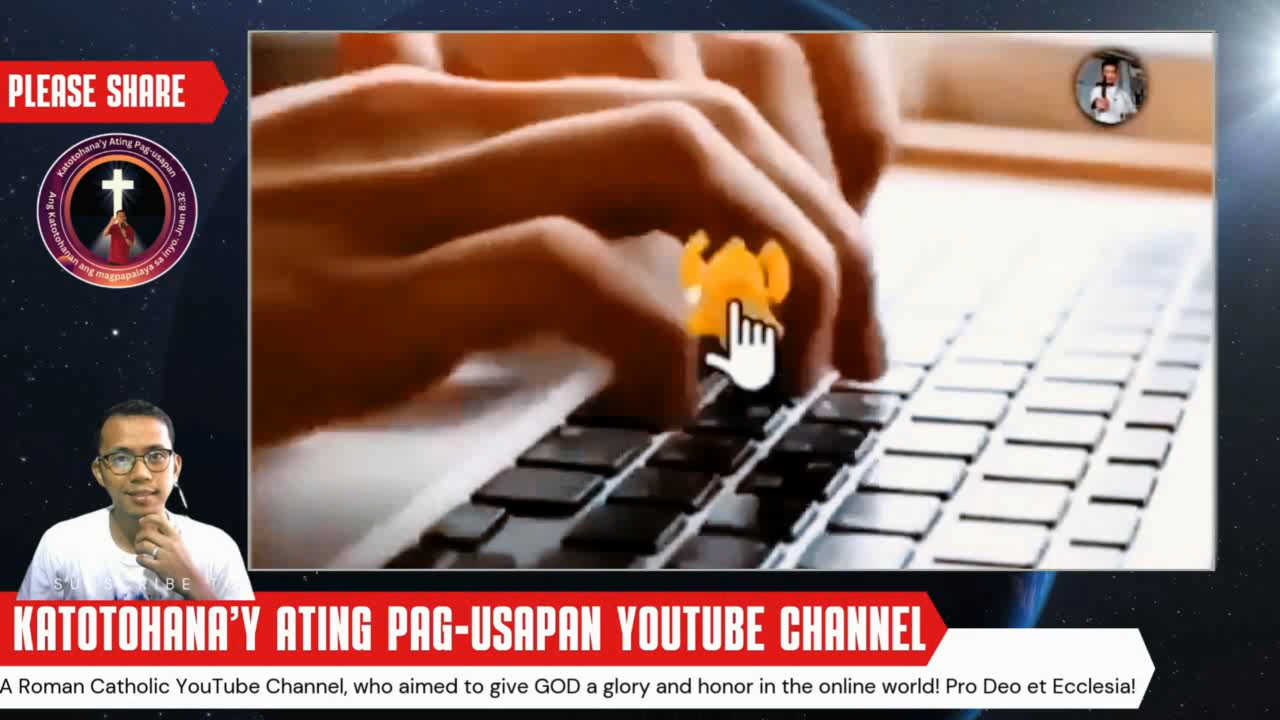 PLEASE SHARE
Katotohana'y Ating Pag-usapan
Ang Katotohanan ang magpapalaya sa inyo. Juan 8:32
SUBSCRIBE TA
KATOTOHANA'Y ATING PAG-USAPAN YOUTUBE CHANNEL
A Roman Catholic YouTube Channel, who aimed to give GOD a glory and honor in the online world! Pro Deo et Ecclesia!